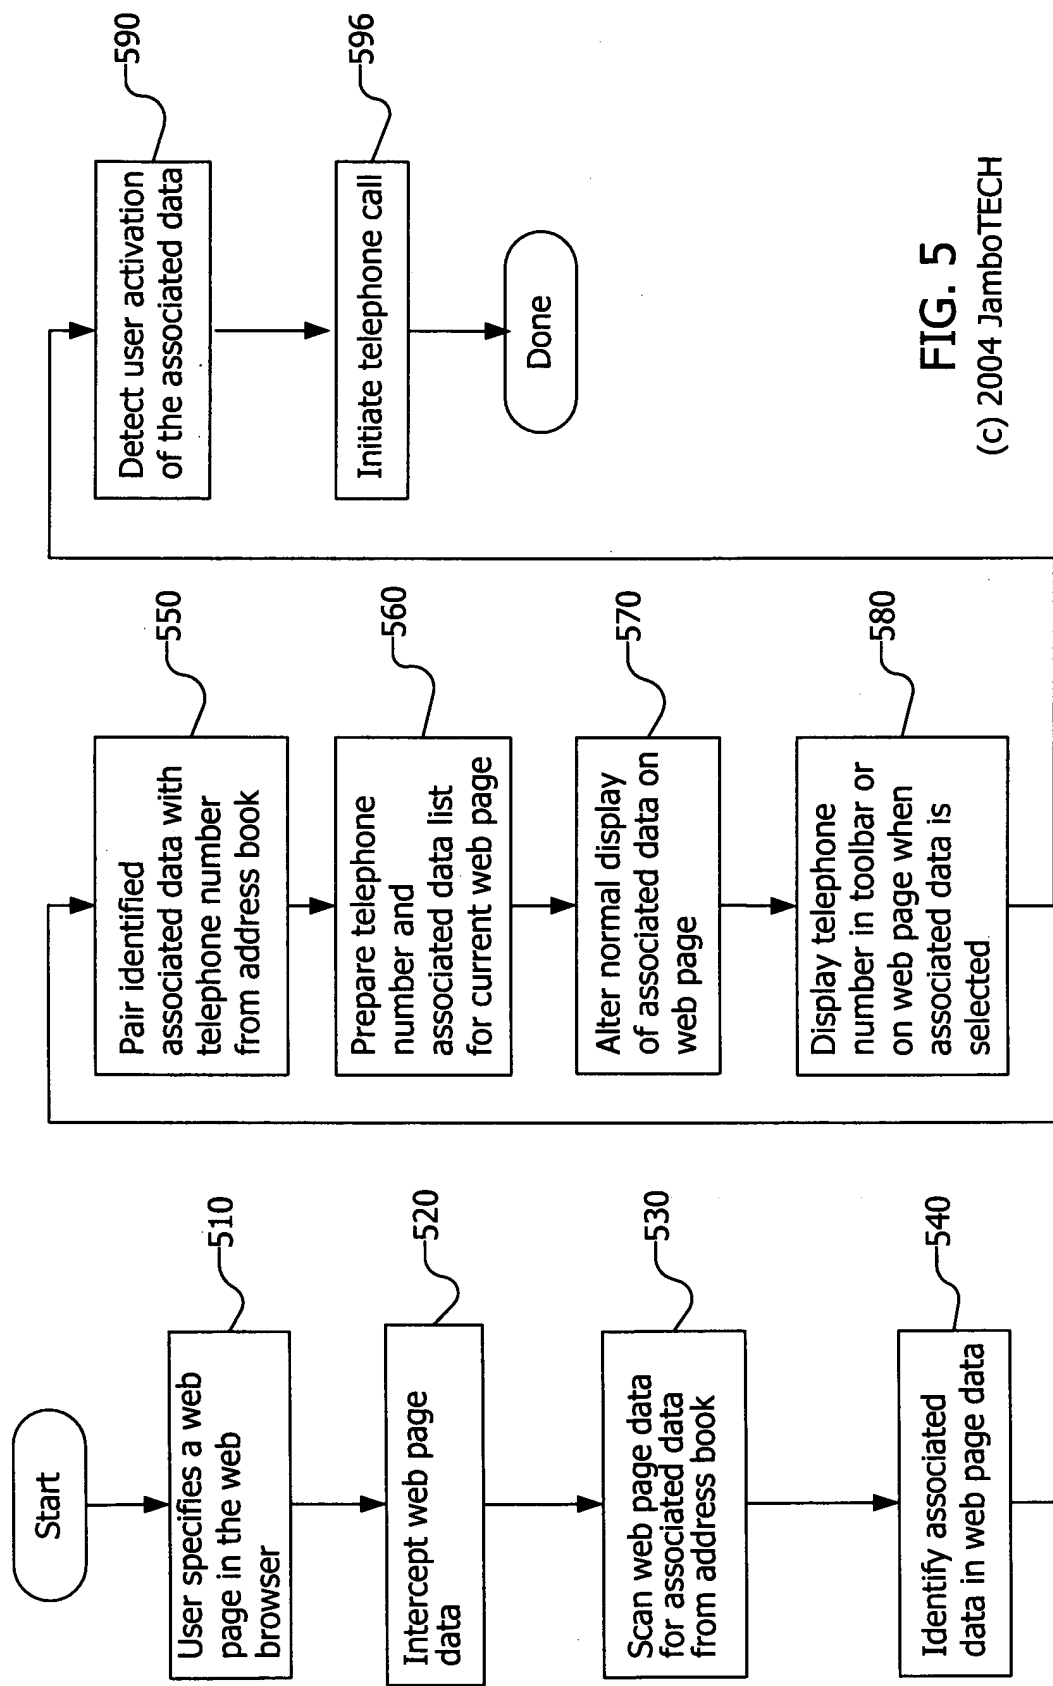 Start
User specifies a web
page in the web
browser
510
Intercept web page
data
520
Scan web page data
for associated data
from address book
530
Identify associated
data in web page data
540
Pair identified
associated data with
telephone number
from address book
550
Prepare telephone
number and
associated data list
for current web page
560
Alter normal display
of associated data on
web page
570
Display telephone
number in toolbar or
on web page when
associated data is
selected
580
Detect user activation
of the associated data
590
Initiate telephone call
596
Done
FIG. 5
(c) 2004 JamboTECH